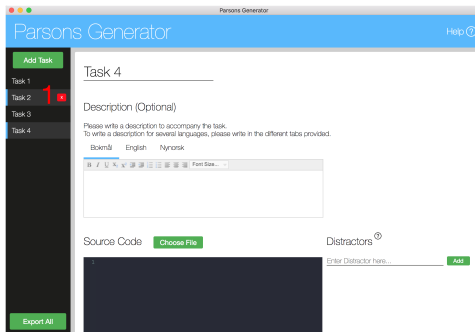 Parsons Generator
Parsons Generator
Help ?
Add Task
Task 1
Task 2
1
x
Task 3
Task 4
Export All
Task 4
Description (Optional)
Please write a description to accompany the task.
To write a description for several languages, please write in the different tabs provided.
Bokmål English Nynorsk
B I U Font Size...
Source Code Choose File
1
Distractors ?
Enter Distractor here... Add